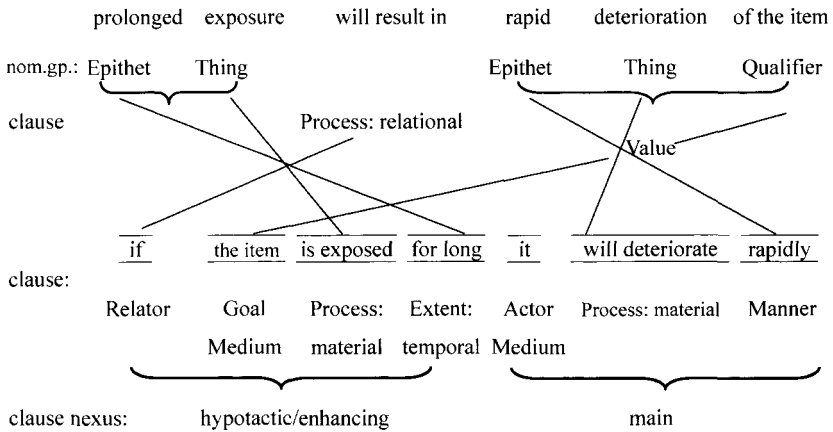 prolonged exposure will result in rapid deterioration of the item
nom.gp.: Epithet Thing Epithet Thing Qualifier
clause Process: relational
Value
if the item is exposed for long it will deteriorate rapidly
clause:
Relator Goal Process: Extent: Actor Process: material Manner
Medium material temporal Medium
clause nexus: hypotactic/enhancing main